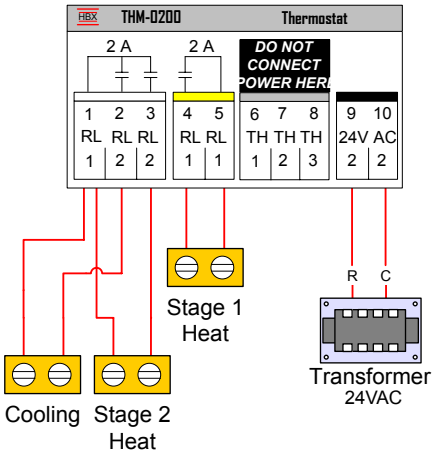 HBX THM-0200 Thermostat
2 A 2 A DO NOT
CONNECT
POWER HERE
1 2 3 4 5 6 7 8 9 10
RL RL RL RL RL TH TH TH 24V AC
1 2 2 1 1 1 2 3 2 2
R C
Stage 1
Heat
Transformer
24VAC
Cooling Stage 2
Heat